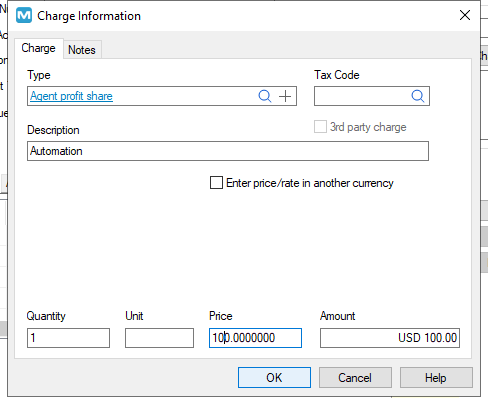 Charge Information
Charge Notes
Type Tax Code
Agent profit share
Description 3rd party charge
Automation
Enter price/rate in another currency
Quantity Unit Price Amount
1 100.0000000 USD 100.00
OK Cancel Help